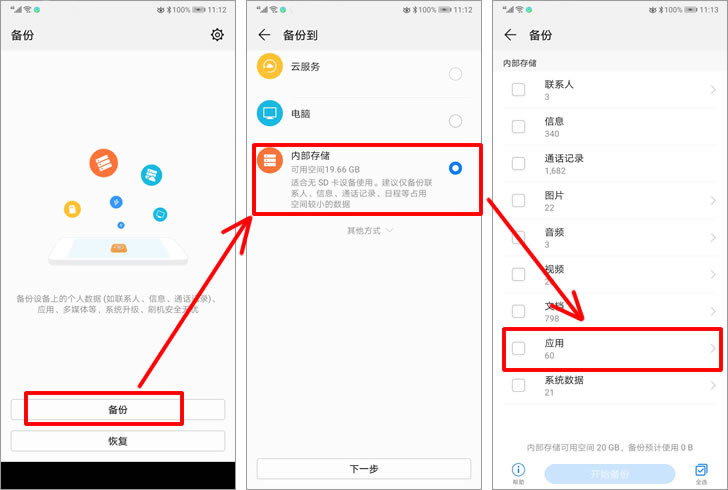 100% 11:12
备份
备份设备上的个人数据 (如联系人、信息、通话记录)、
应用、多媒体等，系统升级、刷机安全无忧
备份
恢复
100% 11:12
备份到
云服务
电脑
内部存储
可用空间19.66 GB
适合无 SD 卡设备使用。建议仅备份联
系人、信息、通话记录、日程等占用
空间较小的数据
其他方式
下一步
100% 11:13
备份
内部存储
联系人
3
信息
340
通话记录
1,682
图片
22
音频
3
视频
文档
798
应用
60
系统数据
21
内部存储可用空间 20 GB，备份预计使用 0 B
帮助
开始备份
全选